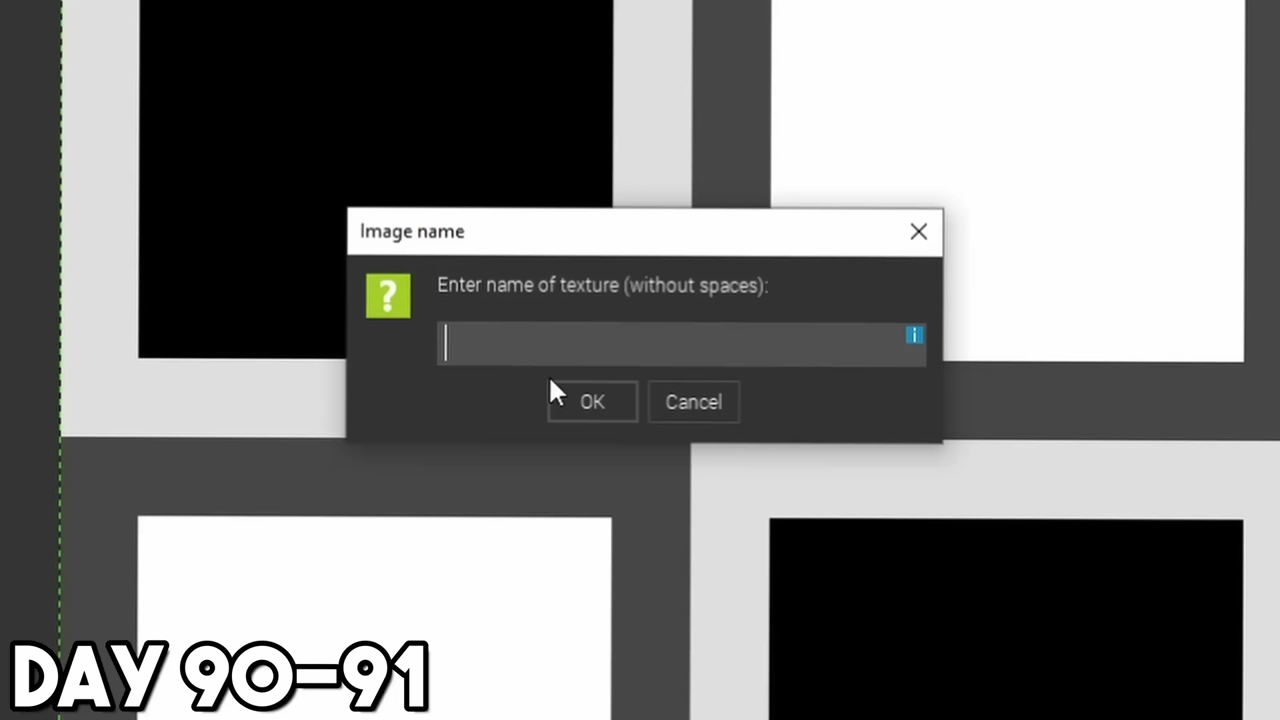 Image name
?
Enter name of texture (without spaces):
i
OK
Cancel
DAY 90-91